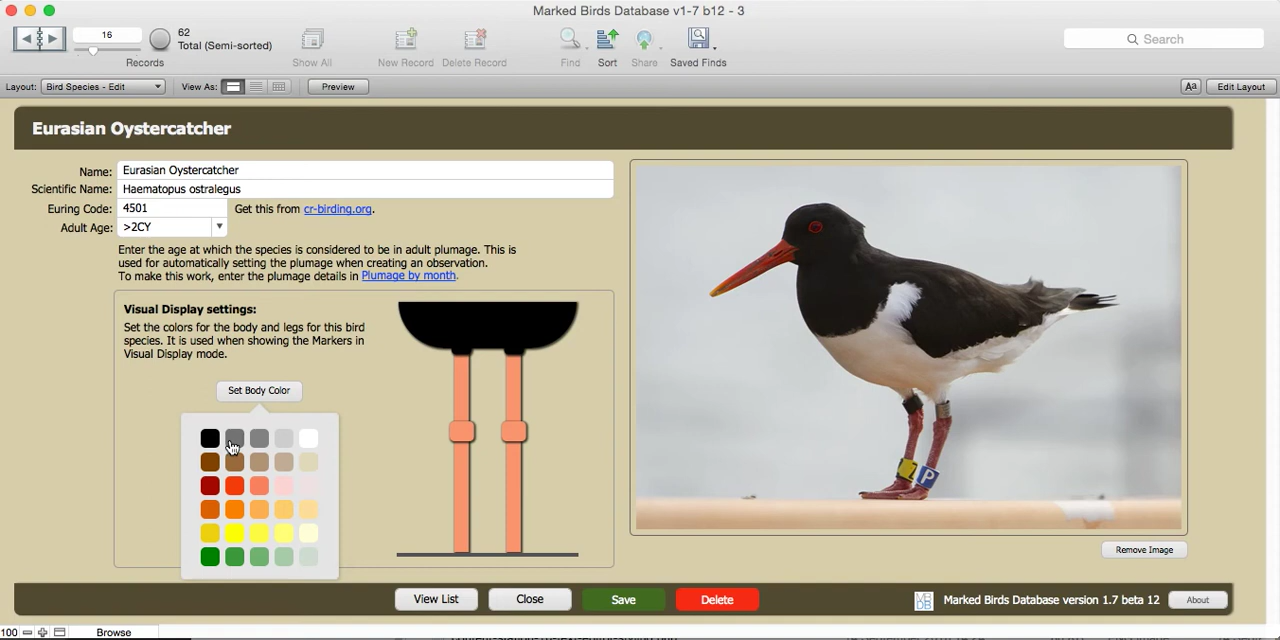 Marked Birds Database v1-7 b12 - 3
16
62
Total (Semi-sorted)
Records
Show All
New Record
Delete Record
Find
Sort
Share
Saved Finds
Search
Layout:
Bird Species - Edit
View As:
Preview
Aa
Edit Layout
Eurasian Oystercatcher
Name: Eurasian Oystercatcher
Scientific Name: Haematopus ostralegus
Euring Code: 4501 Get this from cr-birding.org.
Adult Age: >2CY
Enter the age at which the species is considered to be in adult plumage. This is
used for automatically setting the plumage when creating an observation.
To make this work, enter the plumage details in Plumage by month.
Visual Display settings:
Set the colors for the body and legs for this bird
species. It is used when showing the Markers in
Visual Display mode.
Set Body Color
P
Remove Image
View List
Close
Save
Delete
Marked Birds Database version 1.7 beta 12
About
100
Browse